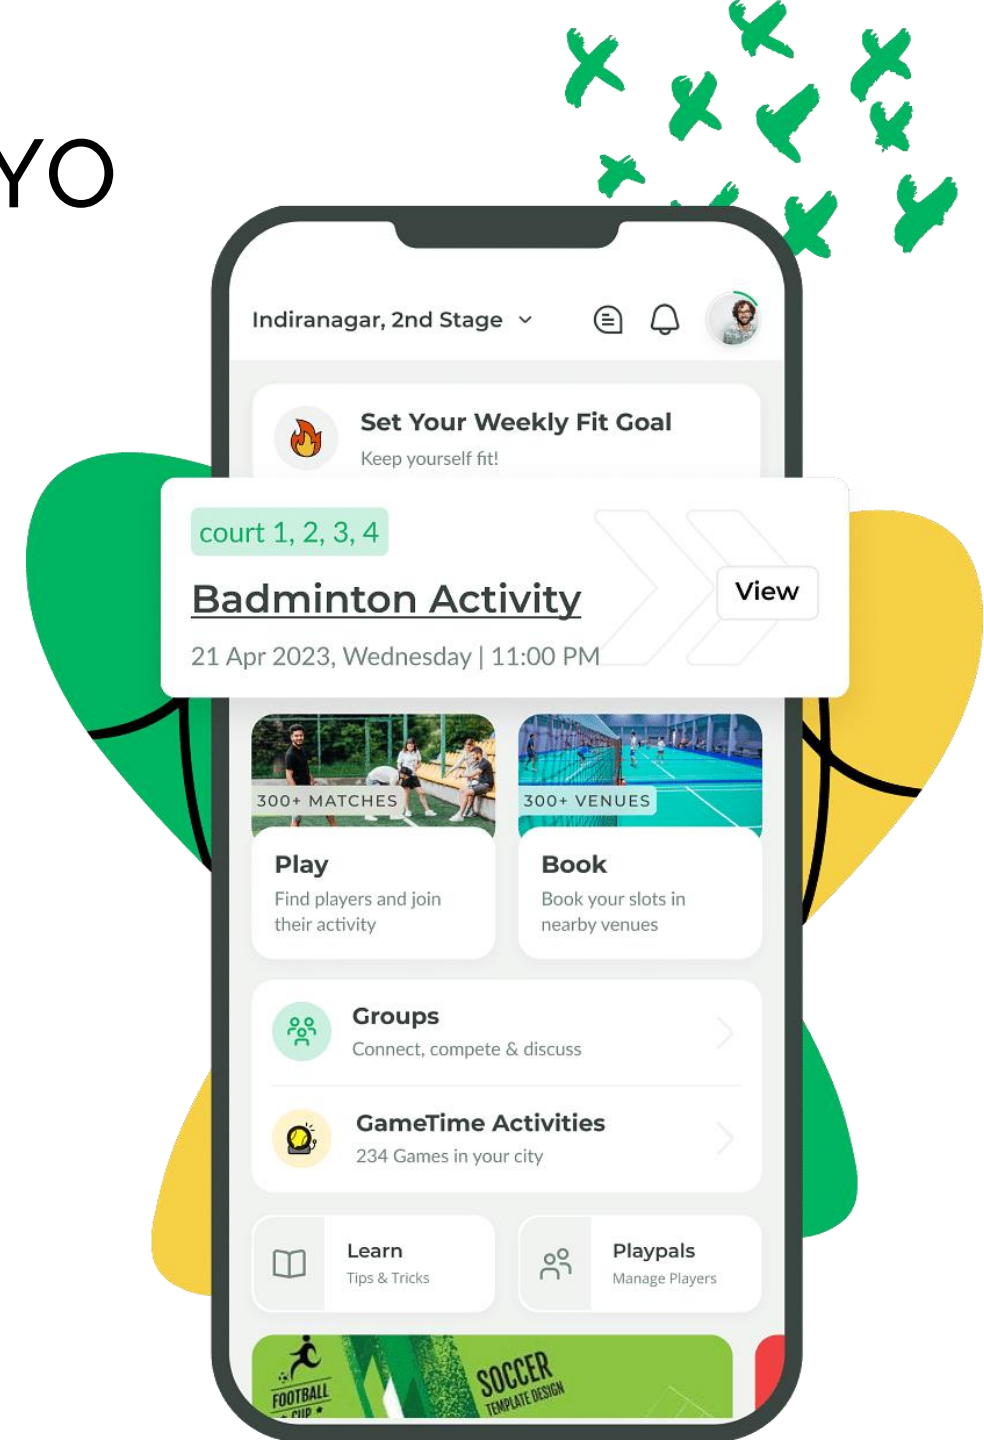 YO
Indiranagar, 2nd Stage
Set Your Weekly Fit Goal
Keep yourself fit!
court 1, 2, 3, 4
Badminton Activity
View
21 Apr 2023, Wednesday | 11:00 PM
300+ MATCHES
300+ VENUES
Play
Find players and join
their activity
Book
Book your slots in
nearby venues
Groups
Connect, compete & discuss
GameTime Activities
234 Games in your city
Learn
Tips & Tricks
Playpals
Manage Players
FOOTBALL
CUP
SOCCER
TEMPLATE DESIGN